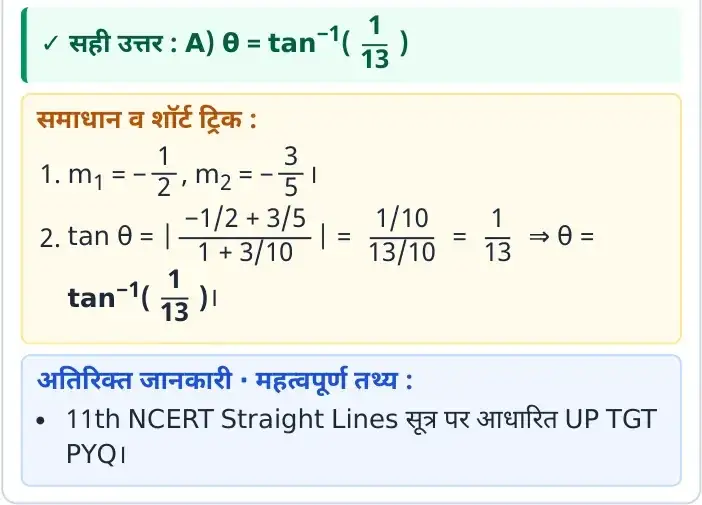 ✓ सही उत्तर : A) θ = tan⁻¹( 1/13 )
समाधान व शॉर्ट ट्रिक :
1. m₁ = − 1/2 , m₂ = − 3/5 ।
2. tan θ = | (−1/2 + 3/5)/(1 + 3/10) | = (1/10)/(13/10) = 1/13 ⇒ θ =
tan⁻¹( 1/13 )।
अतिरिक्त जानकारी · महत्वपूर्ण तथ्य :
• 11th NCERT Straight Lines सूत्र पर आधारित UP TGT
PYQ।